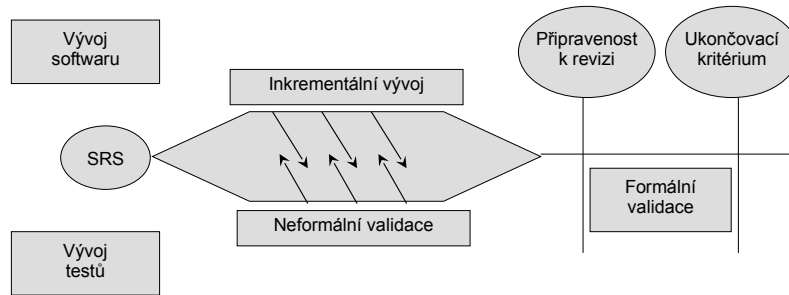 Vývoj
softwaru
Připravenost
k revizi
Ukončovací
kritérium
Inkrementální vývoj
SRS
Formální
validace
Neformální validace
Vývoj
testů